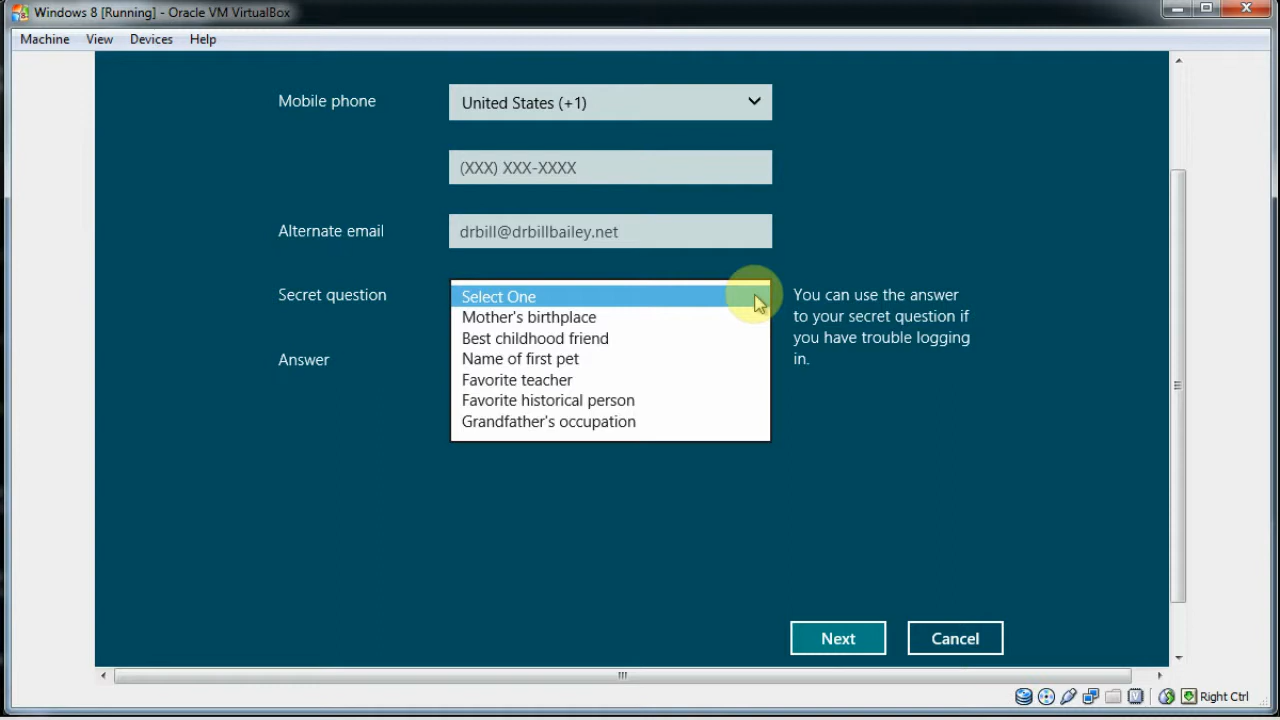 Windows 8 [Running] - Oracle VM VirtualBox
Machine View Devices Help
Mobile phone
United States (+1)
(XXX) XXX-XXXX
Alternate email
drbill@drbillbailey.net
Secret question
Select One
Mother's birthplace
Best childhood friend
Name of first pet
Favorite teacher
Favorite historical person
Grandfather's occupation
You can use the answer
to your secret question if
you have trouble logging
in.
Answer
Next
Cancel
Right Ctrl